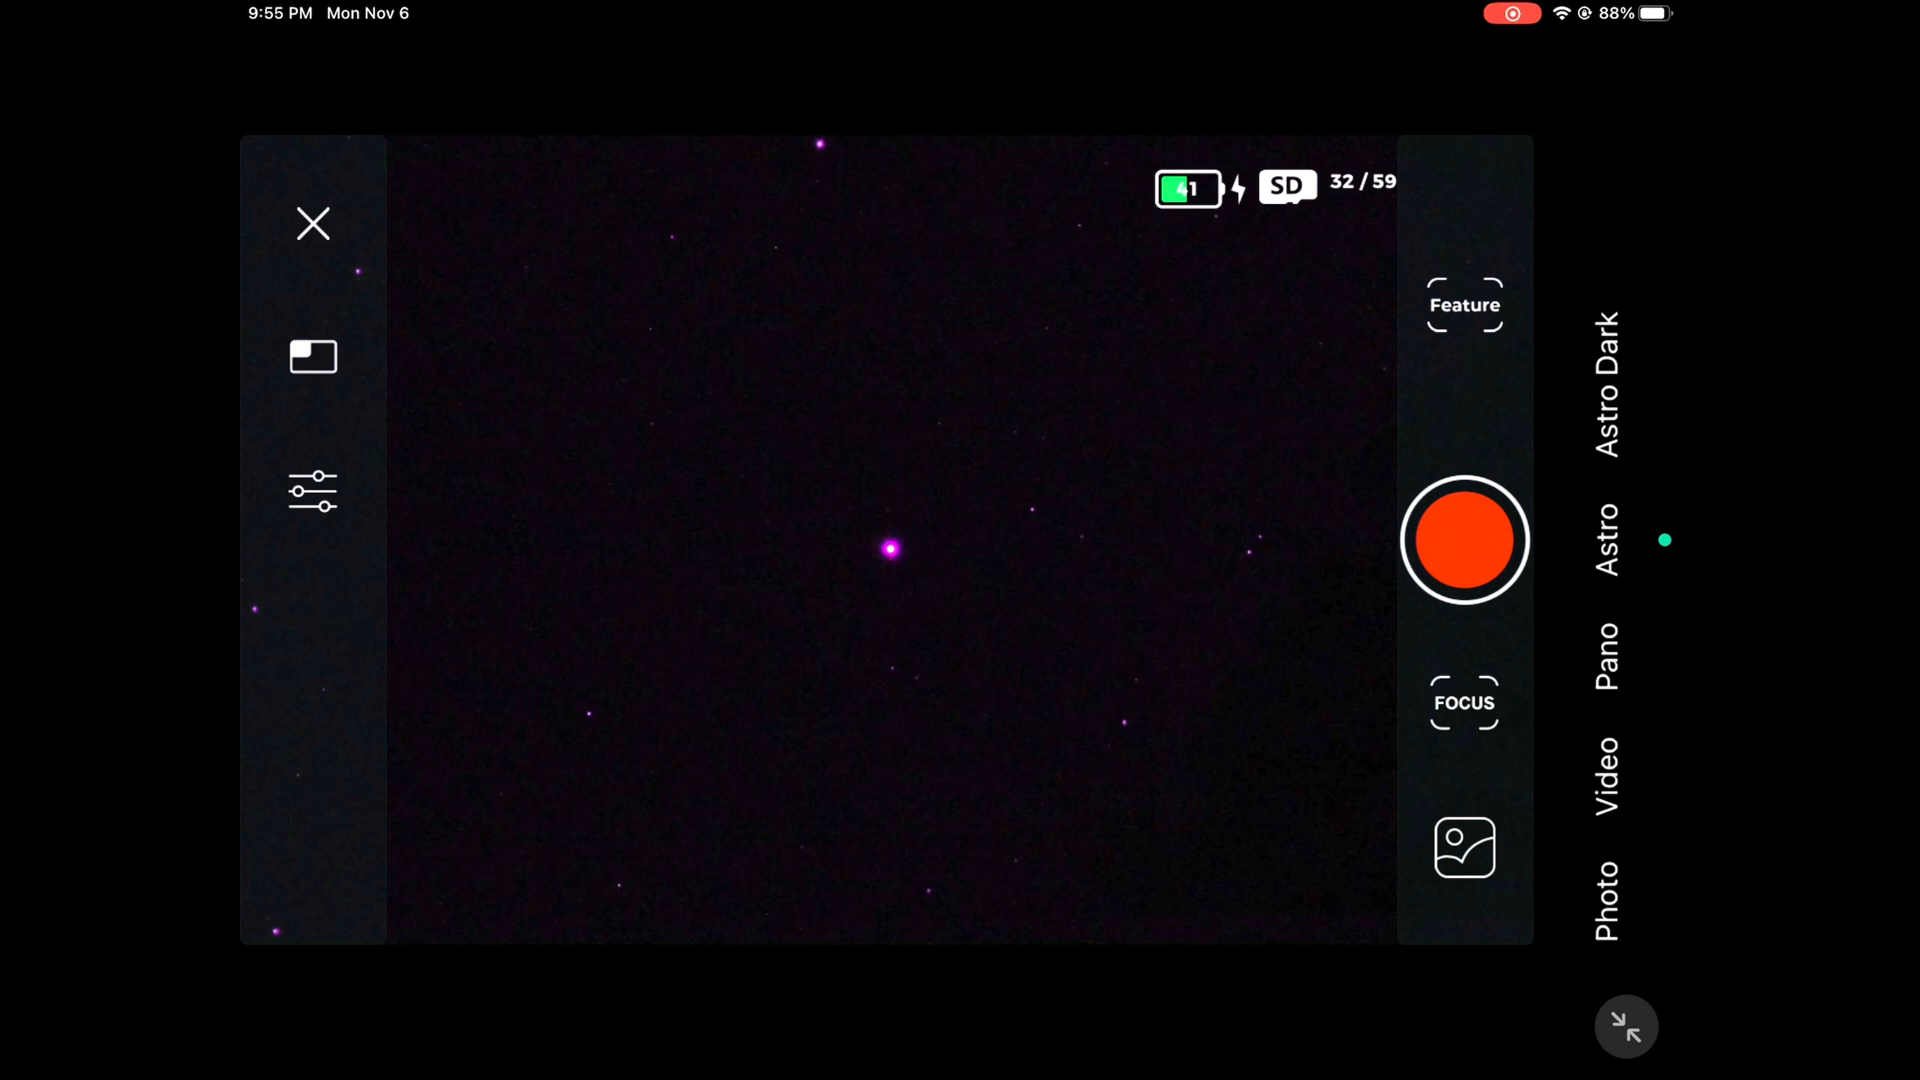 9:55 PM Mon Nov 6
88%
41
SD
32 / 59
Feature
FOCUS
Astro Dark
Astro
Pano
Video
Photo